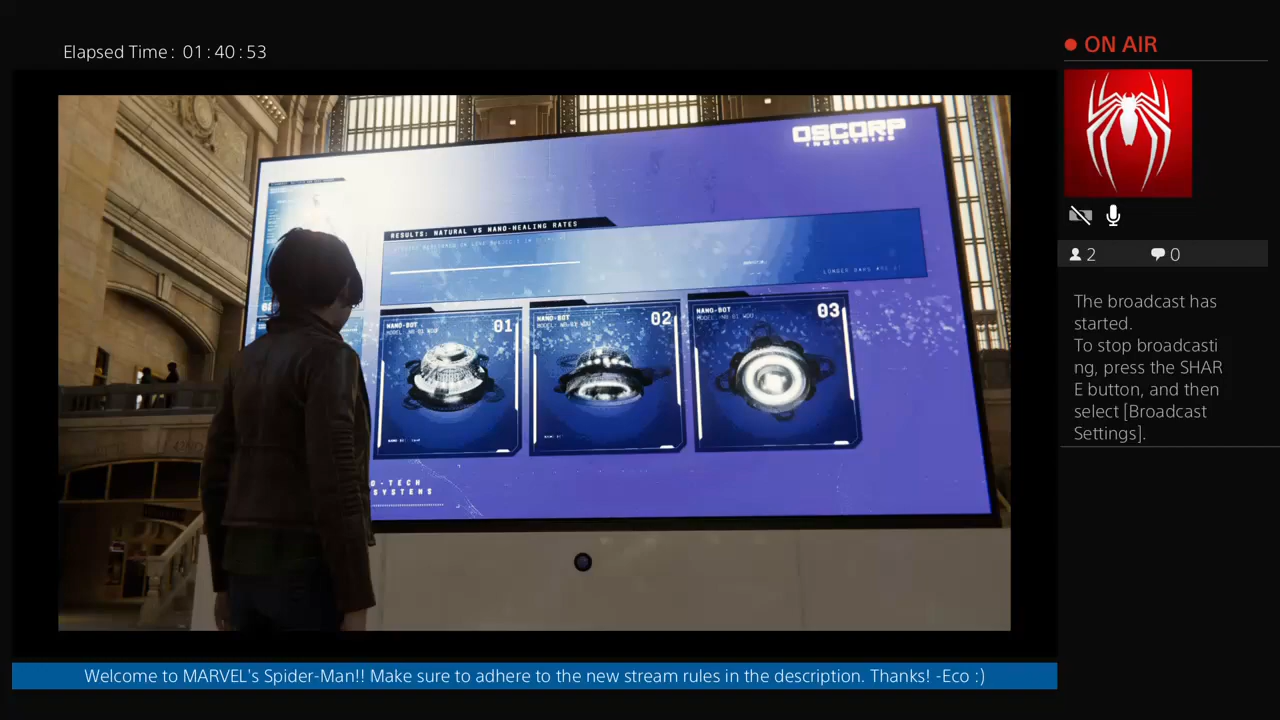 Elapsed Time: 01:40:53
ON AIR
OSCORP
INDUSTRIES
RESULTS: NATURAL VS NANO-HEALING RATES
NANO-BOT
01
NANO-BOT
02
NANO-BOT
03
O-TECH
SYSTEMS
2
0
The broadcast has
started.
To stop broadcasti
ng, press the SHAR
E button, and then
select [Broadcast
Settings].
Welcome to MARVEL's Spider-Man!! Make sure to adhere to the new stream rules in the description. Thanks! -Eco :)